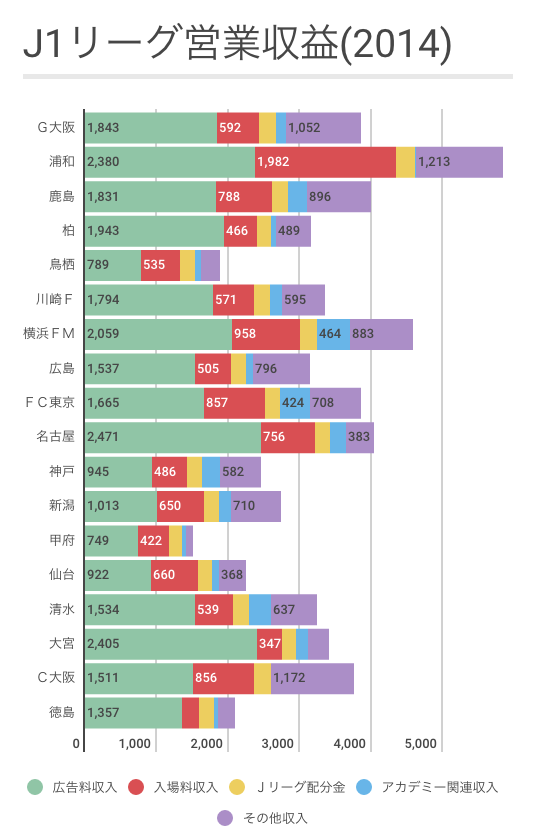 J1リーグ営業収益(2014)
Ｇ大阪 1,843 592 1,052
浦和 2,380 1,982 1,213
鹿島 1,831 788 896
柏 1,943 466 489
鳥栖 789 535
川崎Ｆ 1,794 571 595
横浜ＦＭ 2,059 958 464 883
広島 1,537 505 796
ＦＣ東京 1,665 857 424 708
名古屋 2,471 756 383
神戸 945 486 582
新潟 1,013 650 710
甲府 749 422
仙台 922 660 368
清水 1,534 539 637
大宮 2,405 347
Ｃ大阪 1,511 856 1,172
徳島 1,357
0 1,000 2,000 3,000 4,000 5,000
広告料収入 入場料収入 Ｊリーグ配分金 アカデミー関連収入
その他収入